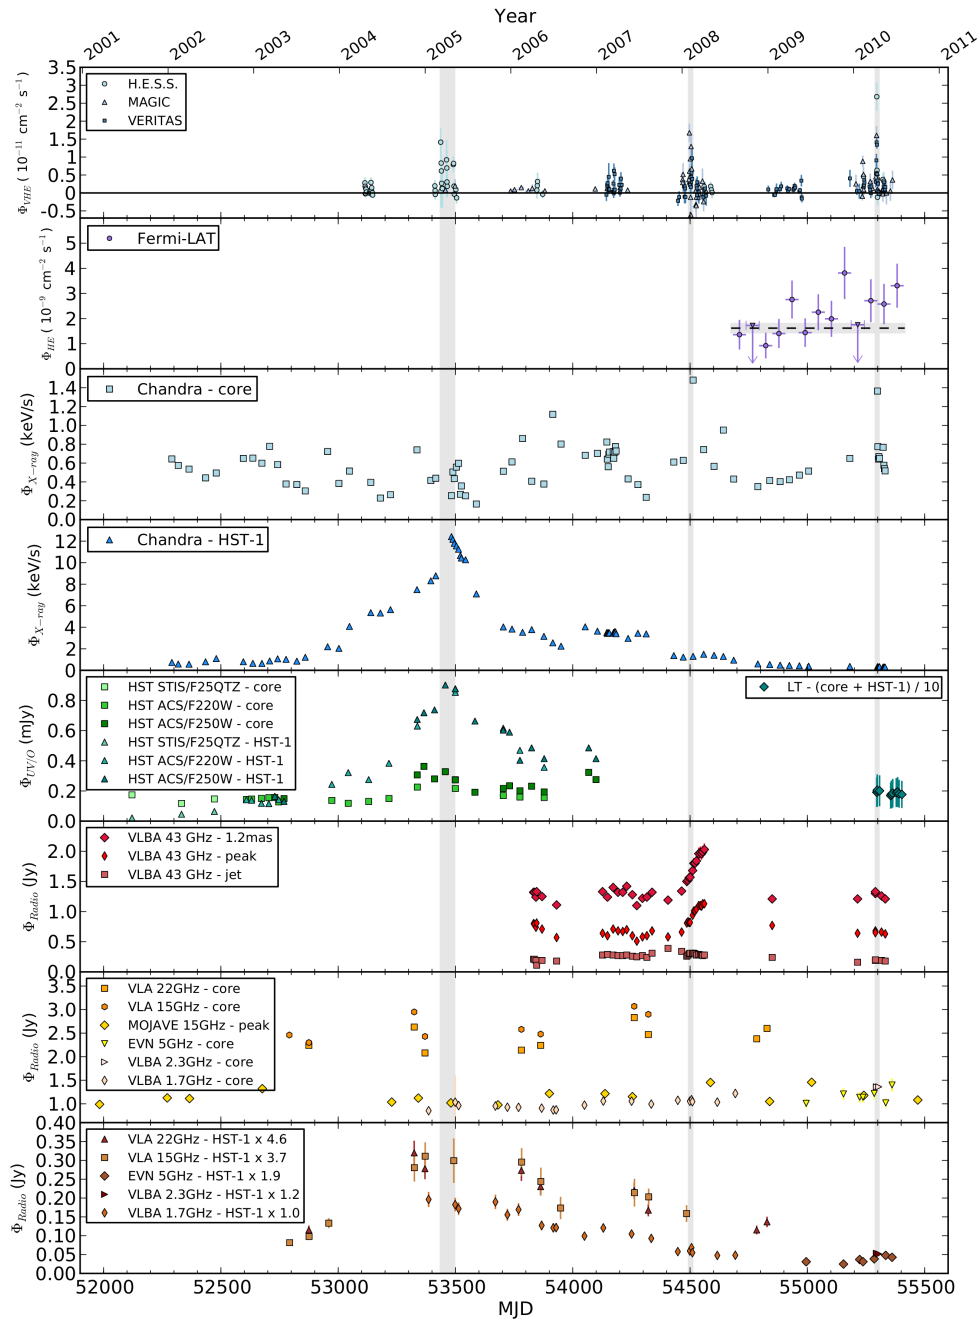 Year
2001 2002 2003 2004 2005 2006 2007 2008 2009 2010 2011
Φ_VHE ( 10⁻¹¹ cm⁻² s⁻¹)
3.5
3
2.5
2
1.5
1
0.5
0
-0.5
H.E.S.S.
MAGIC
VERITAS
Φ_HE ( 10⁻⁹ cm⁻² s⁻¹)
5
4
3
2
1
0
Fermi-LAT
Φ_X−ray (keV/s)
1.4
1.2
1.0
0.8
0.6
0.4
0.2
0.0
Chandra - core
Φ_X−ray (keV/s)
12
10
8
6
4
2
0
Chandra - HST-1
Φ_UV/O (mJy)
0.8
0.6
0.4
0.2
0.0
HST STIS/F25QTZ - core
HST ACS/F220W - core
HST ACS/F250W - core
HST STIS/F25QTZ - HST-1
HST ACS/F220W - HST-1
HST ACS/F250W - HST-1
LT - (core + HST-1) / 10
Φ_Radio (Jy)
2.0
1.5
1.0
0.5
0.0
VLBA 43 GHz - 1.2mas
VLBA 43 GHz - peak
VLBA 43 GHz - jet
Φ_Radio (Jy)
3.5
3.0
2.5
2.0
1.5
1.0
VLA 22GHz - core
VLA 15GHz - core
MOJAVE 15GHz - peak
EVN 5GHz - core
VLBA 2.3GHz - core
VLBA 1.7GHz - core
Φ_Radio (Jy)
0.40
0.35
0.30
0.25
0.20
0.15
0.10
0.05
0.00
VLA 22GHz - HST-1 x 4.6
VLA 15GHz - HST-1 x 3.7
EVN 5GHz - HST-1 x 1.9
VLBA 2.3GHz - HST-1 x 1.2
VLBA 1.7GHz - HST-1 x 1.0
52000 52500 53000 53500 54000 54500 55000 55500
MJD